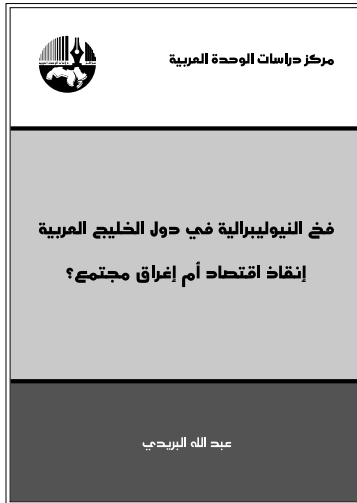 مركز دراسات الوحدة العربية
فخ النيوليبرالية في دول الخليج العربية
إنقاذ اقتصاد أم إغراق مجتمع؟
عبد الله البريدي